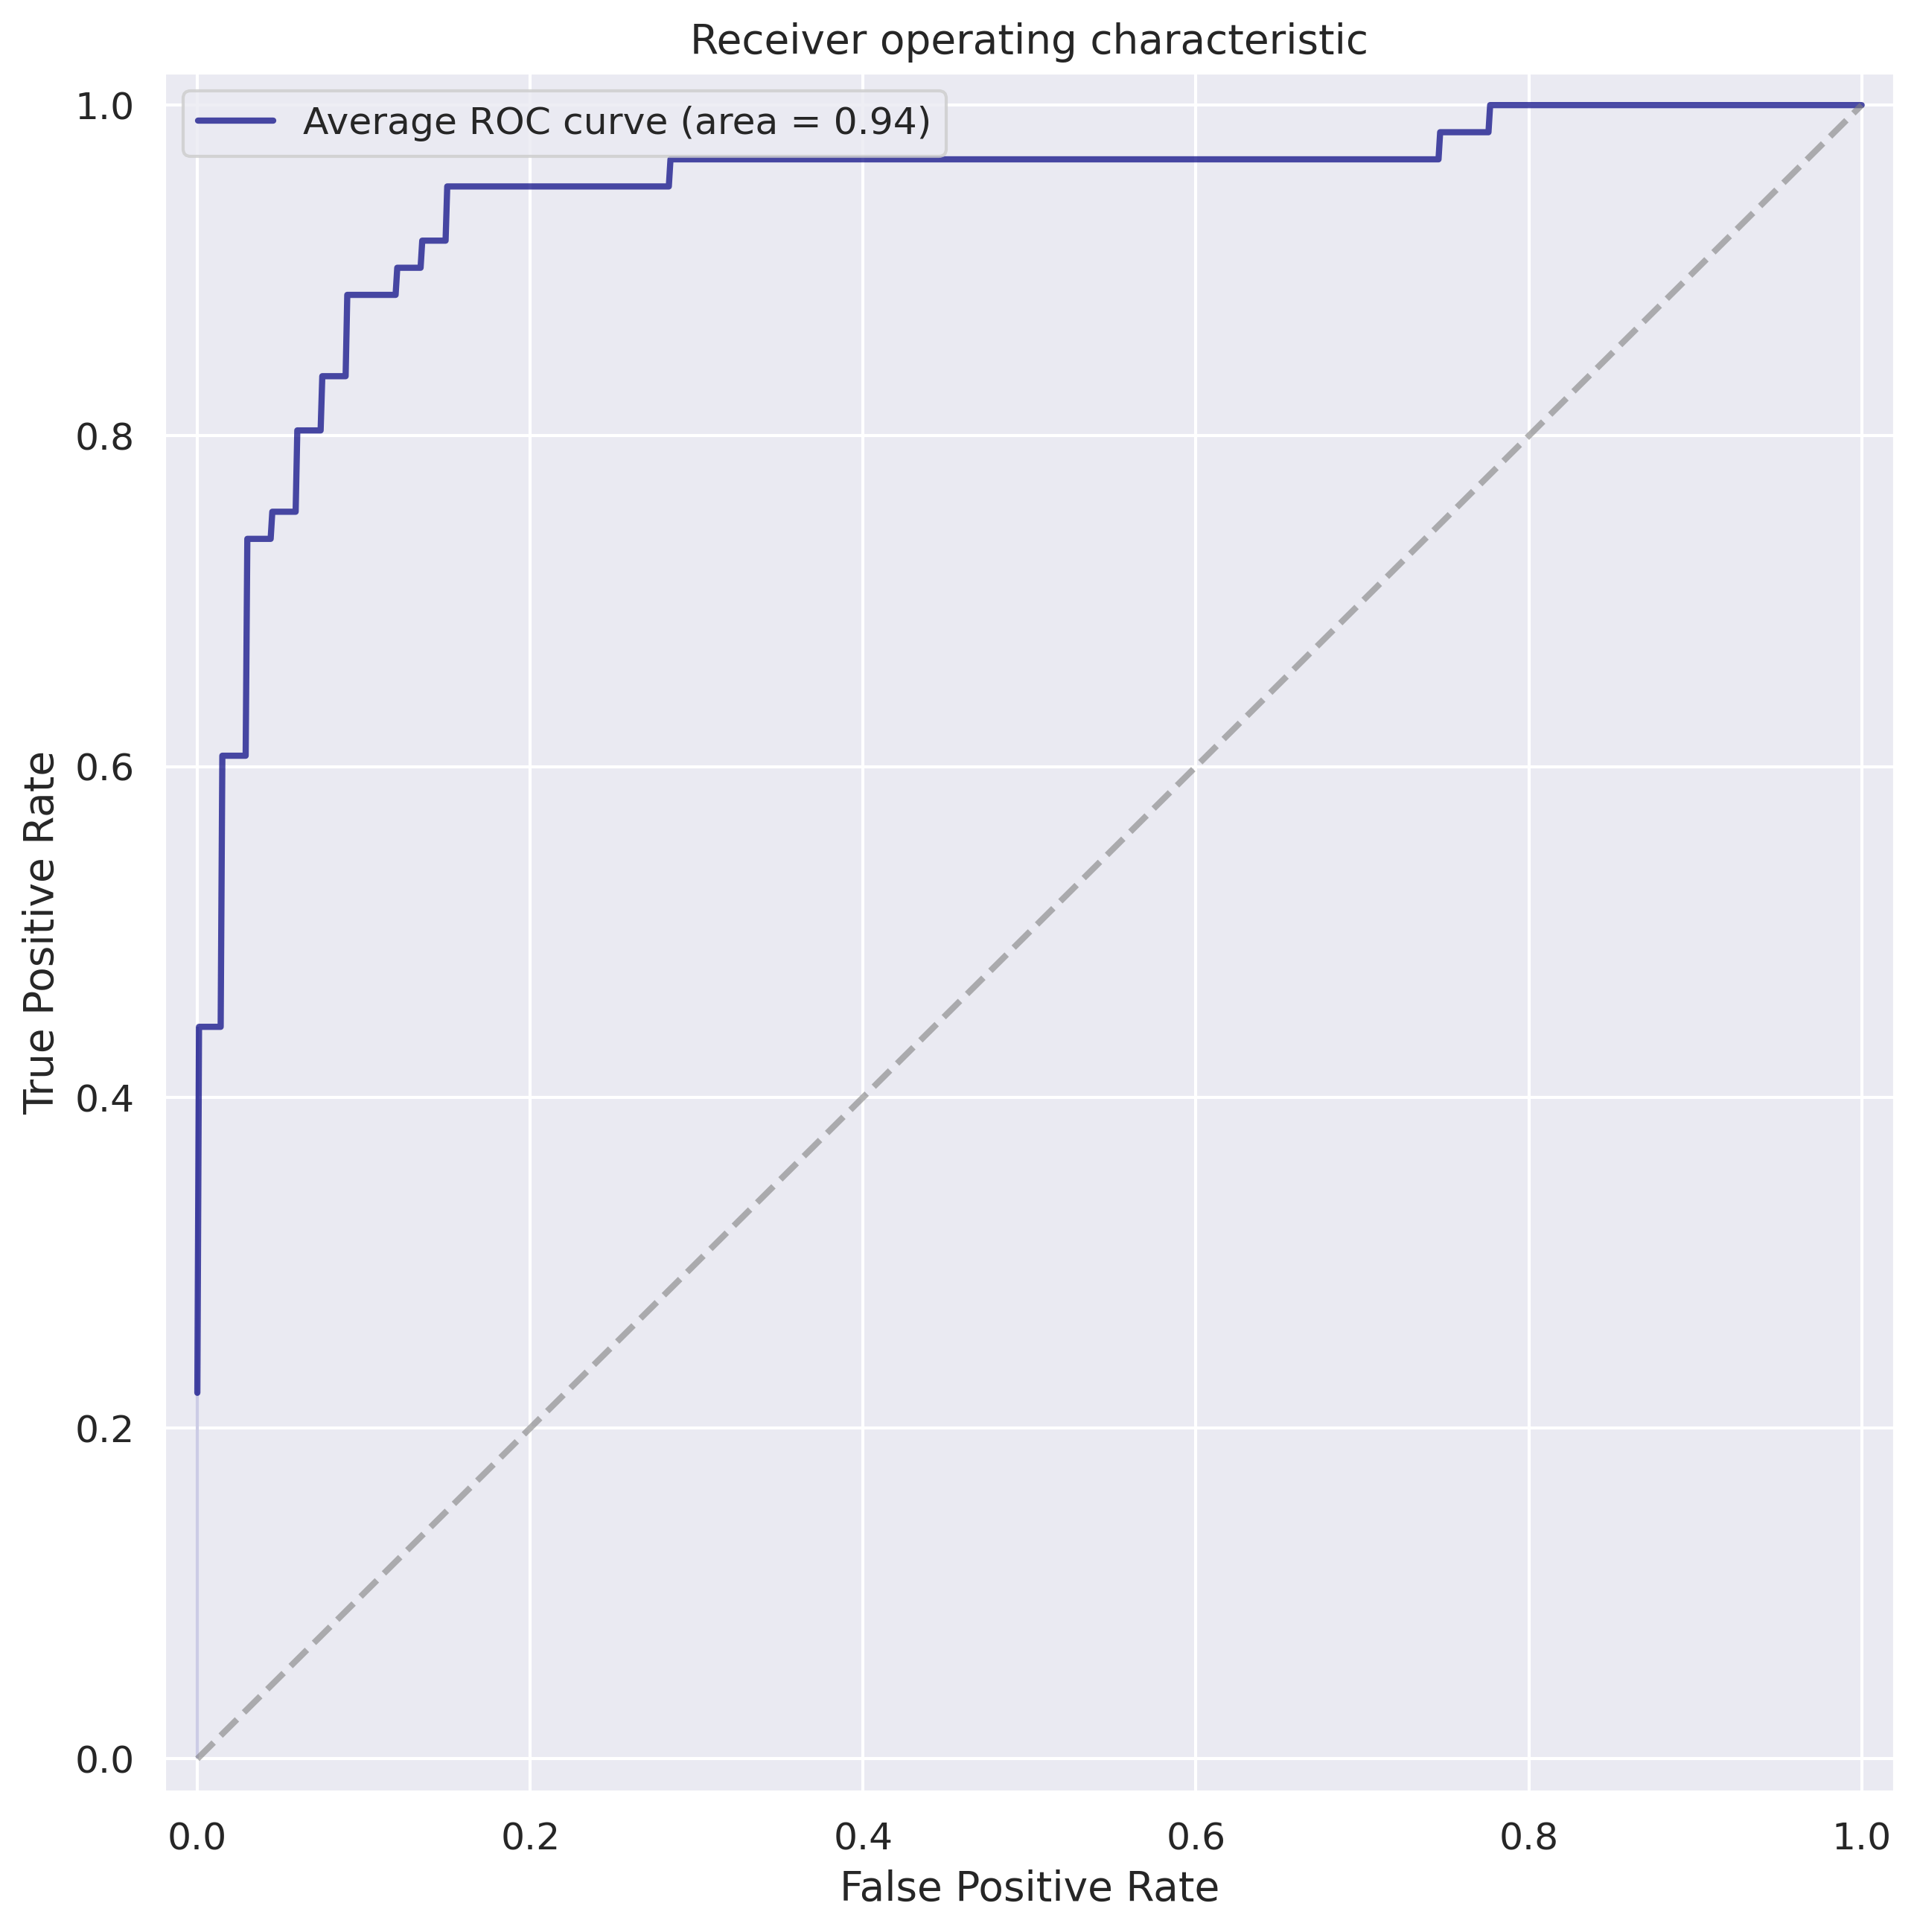 Receiver operating characteristic
Average ROC curve (area = 0.94)
True Positive Rate
1.0
0.8
0.6
0.4
0.2
0.0
0.0 0.2 0.4 0.6 0.8 1.0
False Positive Rate